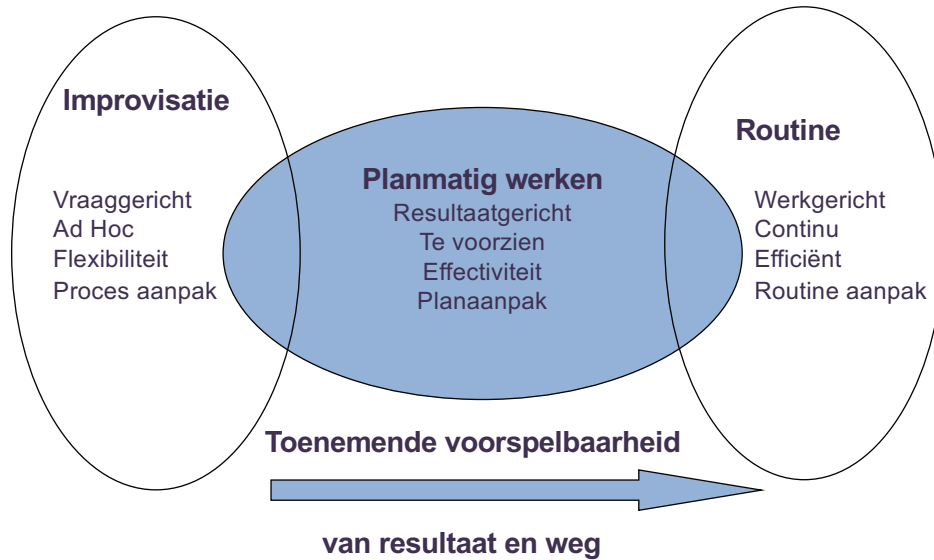 Improvisatie
Vraaggericht
Ad Hoc
Flexibiliteit
Proces aanpak
Planmatig werken
Resultaatgericht
Te voorzien
Effectiviteit
Planaanpak
Routine
Werkgericht
Continu
Efficiënt
Routine aanpak
Toenemende voorspelbaarheid
van resultaat en weg